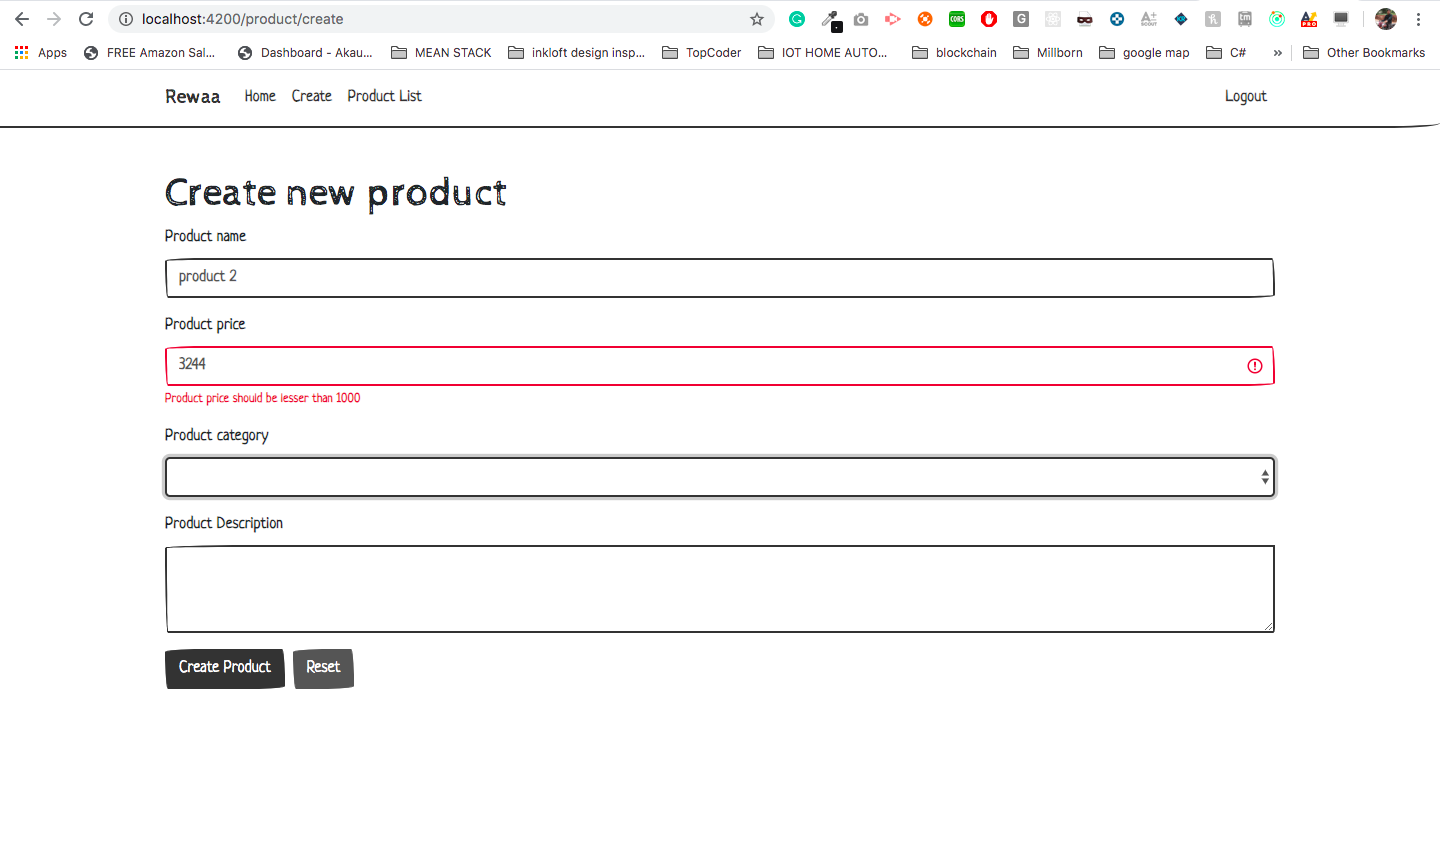 localhost:4200/product/create
Apps FREE Amazon Sal... Dashboard - Akau... MEAN STACK inkloft design insp... TopCoder IOT HOME AUTO... blockchain Millborn google map C# » Other Bookmarks
Rewaa Home Create Product List Logout
Create new product
Product name
product 2
Product price
3244
Product price should be lesser than 1000
Product category
Product Description
Create Product Reset